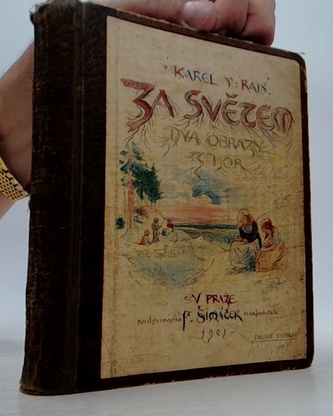 KAREL V. RAIS
ZA SVĚTEM
DVA OBRAZY
Z HOR
V PRAZE
F. ŠIMÁČEK
1901